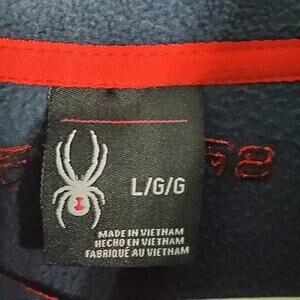 L/G/G
MADE IN VIETNAM
HECHO EN VIETNAM
FABRIQUÉ AU VIETNAM